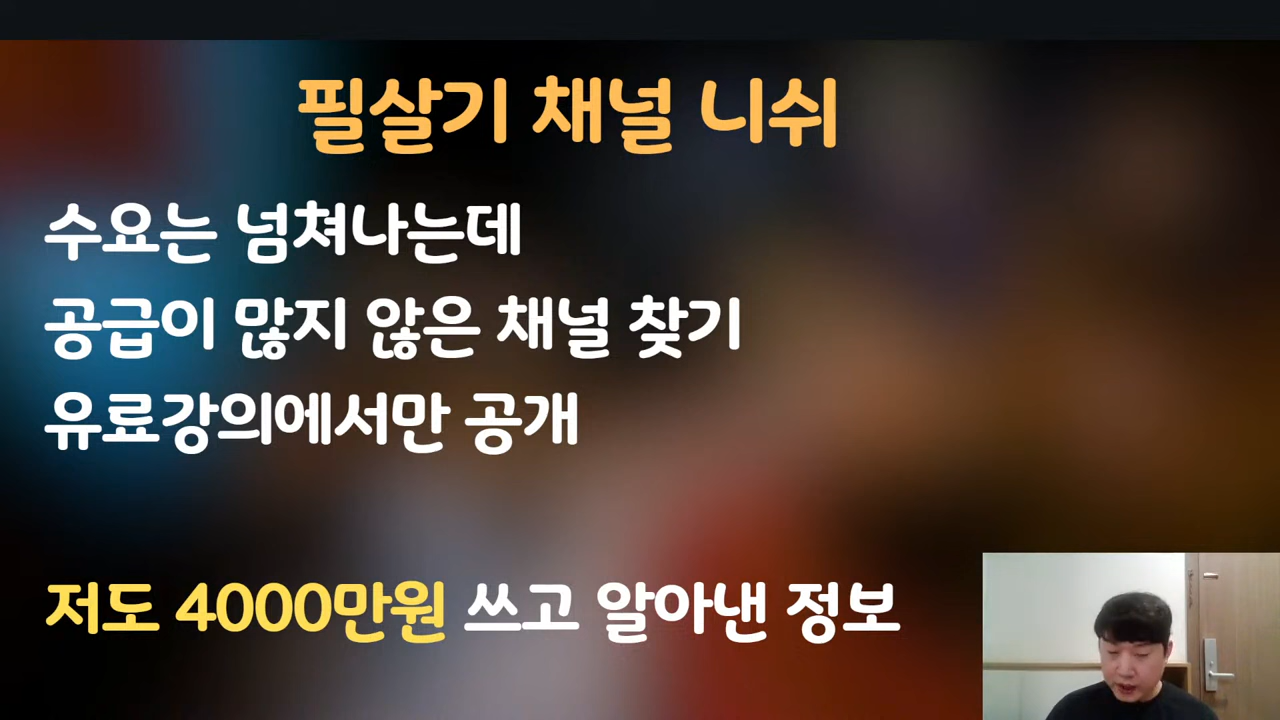 필살기 채널 니쉬
수요는 넘쳐나는데
공급이 많지 않은 채널 찾기
유료강의에서만 공개
저도 4000만원 쓰고 알아낸 정보